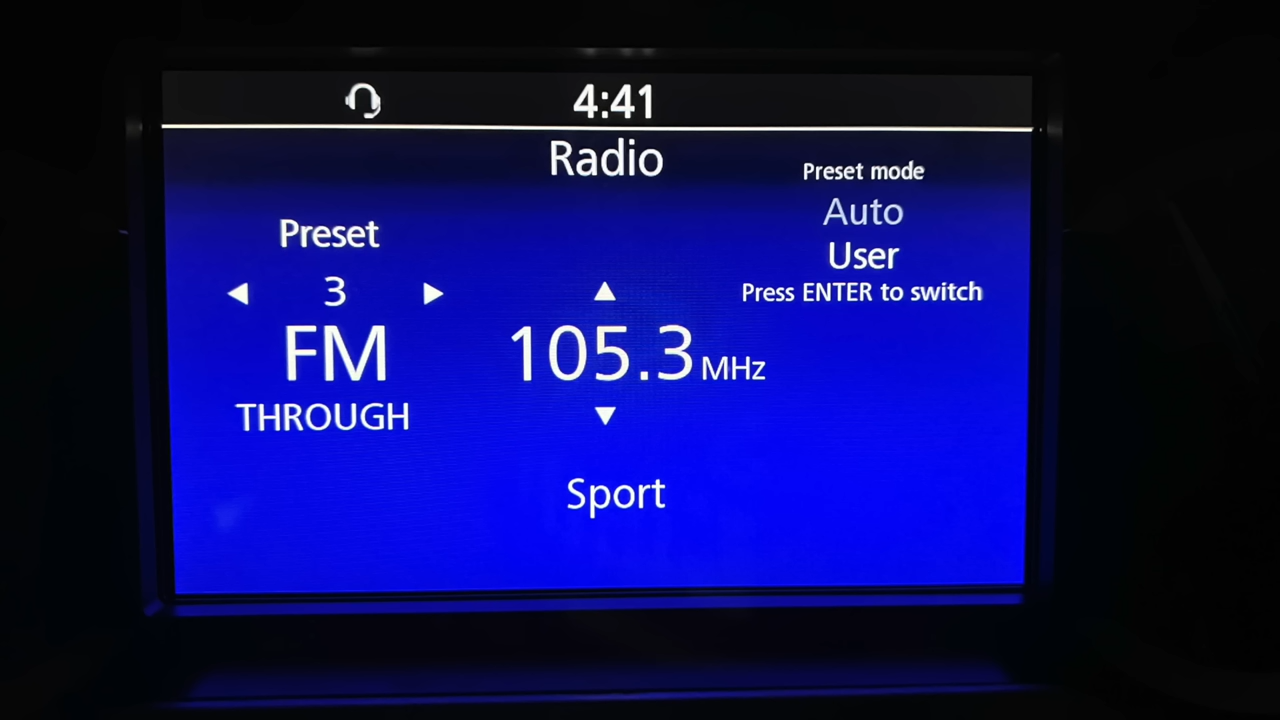 4:41
Radio
Preset mode
Auto
User
Press ENTER to switch
Preset
3
FM
THROUGH
105.3 MHz
Sport